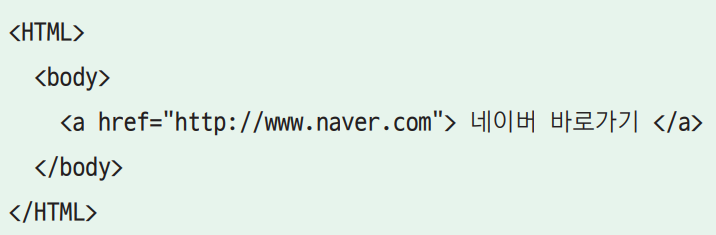 <HTML>
<body>
<a href="http://www.naver.com"> 네이버 바로가기 </a>
</body>
</HTML>